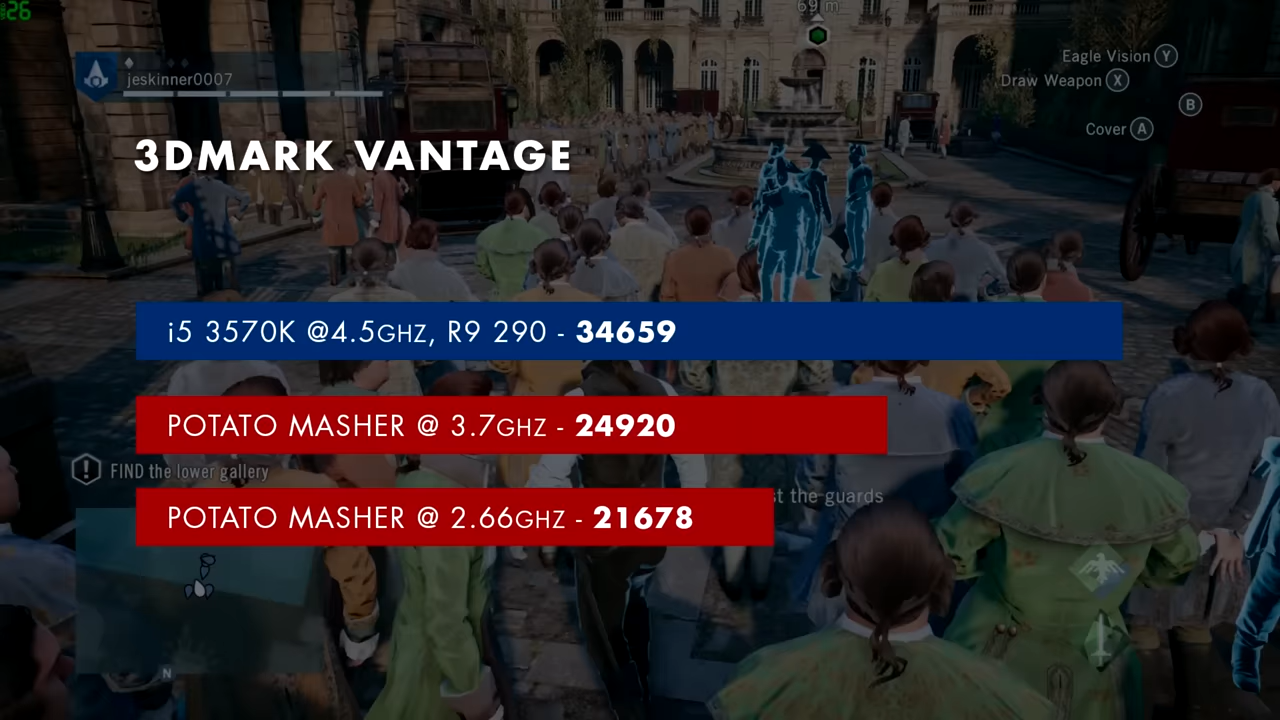 26
69 m
Eagle Vision Y
jeskinner0007
Draw Weapon X
B
Cover A
3DMARK VANTAGE
i5 3570K @4.5GHZ, R9 290 - 34659
POTATO MASHER @ 3.7GHZ - 24920
FIND the lower gallery
st the guards
POTATO MASHER @ 2.66GHZ - 21678
N